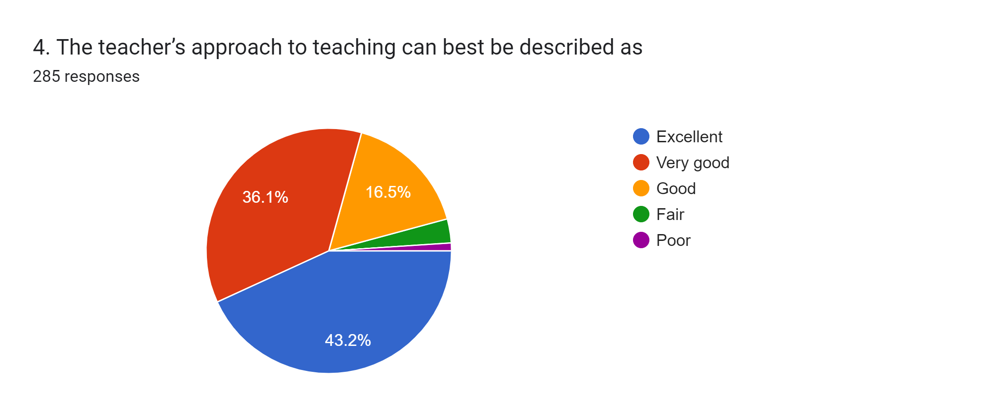 4. The teacher’s approach to teaching can best be described as
285 responses
Excellent
Very good
Good
Fair
Poor
36.1%
16.5%
43.2%